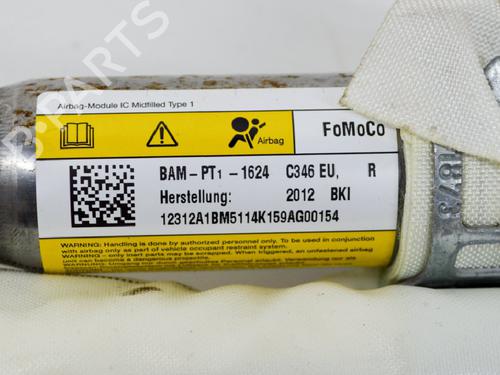 B-PARTS
Airbag-Module IC Midfilled Type 1
Airbag
FoMoCo
BAM-PT1-1624 C346 EU, R
Herstellung: 2012 BKI
12312A1BM5114K159AG00154
WARNING: Handling is done by authorized personnel only. To be used in conjunction
with airbag only as part of vehicle occupant restraint system.
WARNING - only inert parts may be scrapped. When triggered, an unfastened airbag unit
can become a dangerous projectile.